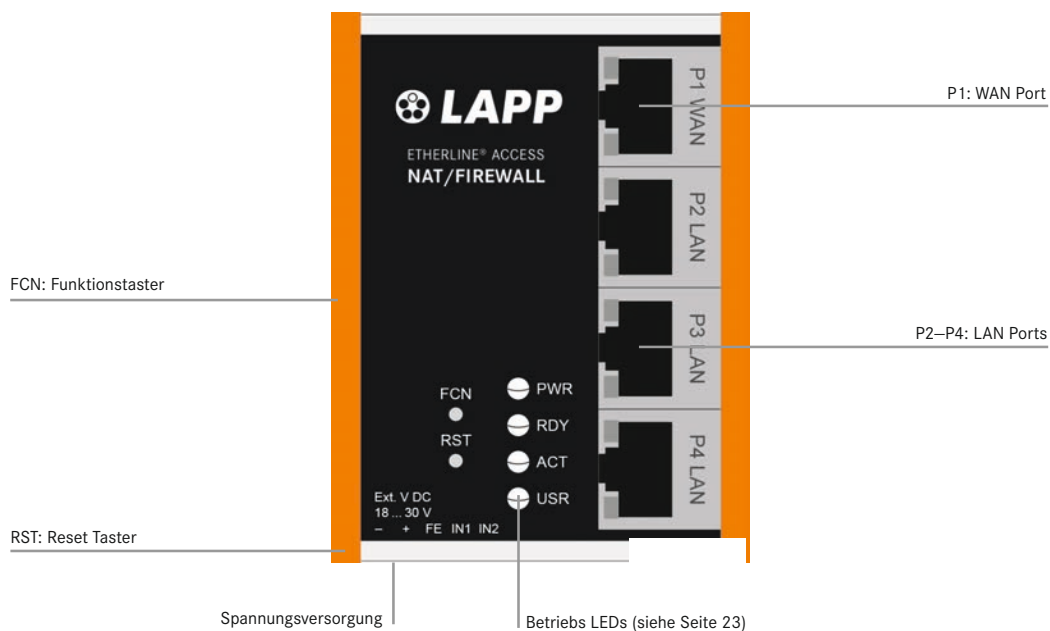 LAPP
ETHERLINE® ACCESS
NAT/FIREWALL
P1 WAN
P2 LAN
P3 LAN
P4 LAN
P1: WAN Port
FCN: Funktionstaster
P2–P4: LAN Ports
FCN
RST
PWR
RDY
ACT
USR
Ext. V DC
18 ... 30 V
– + FE IN1 IN2
RST: Reset Taster
Spannungsversorgung
Betriebs LEDs (siehe Seite 23)